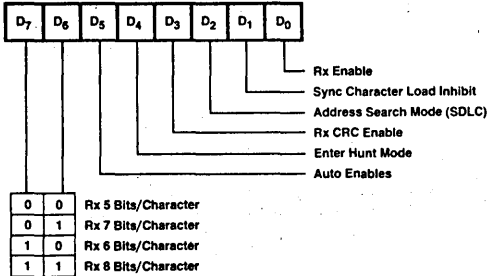 D7 D6 D5 D4 D3 D2 D1 D0
Rx Enable
Sync Character Load Inhibit
Address Search Mode (SDLC)
Rx CRC Enable
Enter Hunt Mode
Auto Enables
0 0 Rx 5 Bits/Character
0 1 Rx 7 Bits/Character
1 0 Rx 6 Bits/Character
1 1 Rx 8 Bits/Character